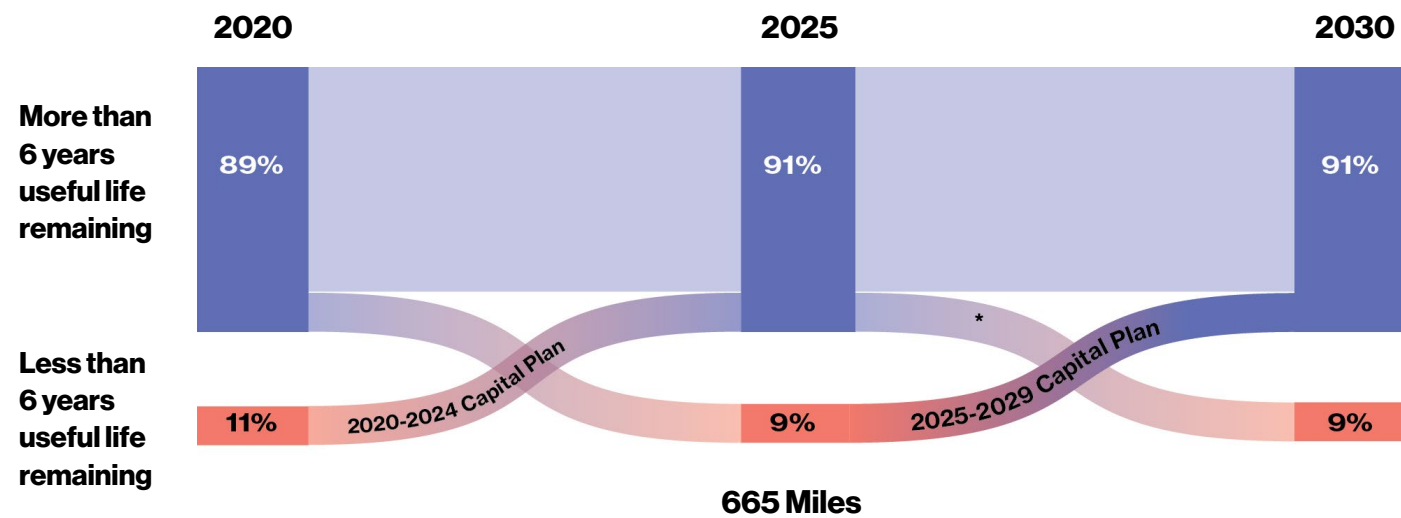 2020
2025
2030
More than
6 years
useful life
remaining
89%
91%
91%
*
2020-2024 Capital Plan
2025-2029 Capital Plan
Less than
6 years
useful life
remaining
11%
9%
9%
665 Miles